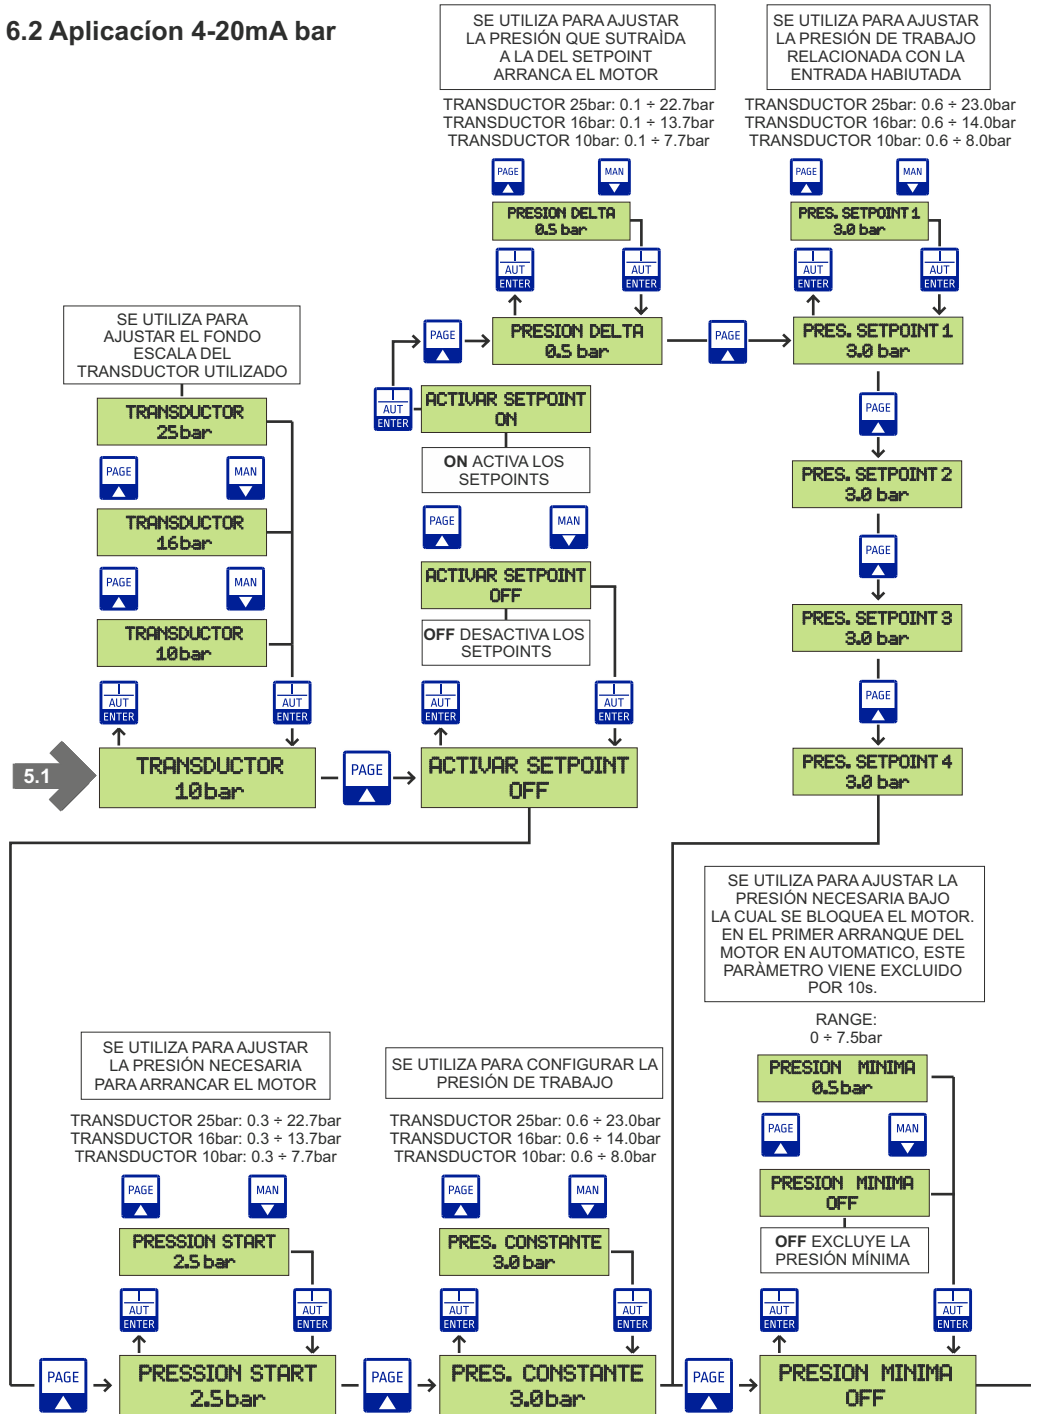 6.2 Aplicacíon 4-20mA bar
SE UTILIZA PARA AJUSTAR
LA PRESIÓN QUE SUTRAÌDA
A LA DEL SETPOINT
ARRANCA EL MOTOR
TRANSDUCTOR 25bar: 0.1 ÷ 22.7bar
TRANSDUCTOR 16bar: 0.1 ÷ 13.7bar
TRANSDUCTOR 10bar: 0.1 ÷ 7.7bar
SE UTILIZA PARA AJUSTAR
LA PRESIÓN DE TRABAJO
RELACIONADA CON LA
ENTRADA HABIUTADA
TRANSDUCTOR 25bar: 0.6 ÷ 23.0bar
TRANSDUCTOR 16bar: 0.6 ÷ 14.0bar
TRANSDUCTOR 10bar: 0.6 ÷ 8.0bar
PAGE
MAN
PRESION DELTA
0.5 bar
AUT
ENTER
AUT
ENTER
PAGE
PRESION DELTA
0.5 bar
PAGE
PAGE
MAN
PRES. SETPOINT 1
3.0 bar
AUT
ENTER
AUT
ENTER
PRES. SETPOINT 1
3.0 bar
PAGE
PRES. SETPOINT 2
3.0 bar
PAGE
PRES. SETPOINT 3
3.0 bar
PAGE
PRES. SETPOINT 4
3.0 bar
SE UTILIZA PARA
AJUSTAR EL FONDO
ESCALA DEL
TRANSDUCTOR UTILIZADO
TRANSDUCTOR
25bar
PAGE
MAN
TRANSDUCTOR
16bar
PAGE
MAN
TRANSDUCTOR
10bar
AUT
ENTER
AUT
ENTER
5.1
TRANSDUCTOR
10bar
PAGE
AUT
ENTER
ACTIVAR SETPOINT
ON
ON ACTIVA LOS
SETPOINTS
PAGE
MAN
ACTIVAR SETPOINT
OFF
OFF DESACTIVA LOS
SETPOINTS
AUT
ENTER
AUT
ENTER
ACTIVAR SETPOINT
OFF
SE UTILIZA PARA AJUSTAR
LA PRESIÓN NECESARIA
PARA ARRANCAR EL MOTOR
TRANSDUCTOR 25bar: 0.3 ÷ 22.7bar
TRANSDUCTOR 16bar: 0.3 ÷ 13.7bar
TRANSDUCTOR 10bar: 0.3 ÷ 7.7bar
PAGE
MAN
PRESSION START
2.5 bar
AUT
ENTER
AUT
ENTER
PAGE
PRESSION START
2.5bar
SE UTILIZA PARA CONFIGURAR LA
PRESIÓN DE TRABAJO
TRANSDUCTOR 25bar: 0.6 ÷ 23.0bar
TRANSDUCTOR 16bar: 0.6 ÷ 14.0bar
TRANSDUCTOR 10bar: 0.6 ÷ 8.0bar
PAGE
MAN
PRES. CONSTANTE
3.0 bar
AUT
ENTER
AUT
ENTER
PAGE
PRES. CONSTANTE
3.0bar
SE UTILIZA PARA AJUSTAR LA
PRESIÓN NECESARIA BAJO
LA CUAL SE BLOQUEA EL MOTOR.
EN EL PRIMER ARRANQUE DEL
MOTOR EN AUTOMATICO, ESTE
PARÀMETRO VIENE EXCLUIDO
POR 10s.
RANGE:
0 ÷ 7.5bar
PRESION MINIMA
0.5bar
PAGE
MAN
PRESION MINIMA
OFF
OFF EXCLUYE LA
PRESIÓN MÍNIMA
AUT
ENTER
AUT
ENTER
PAGE
PRESION MINIMA
OFF